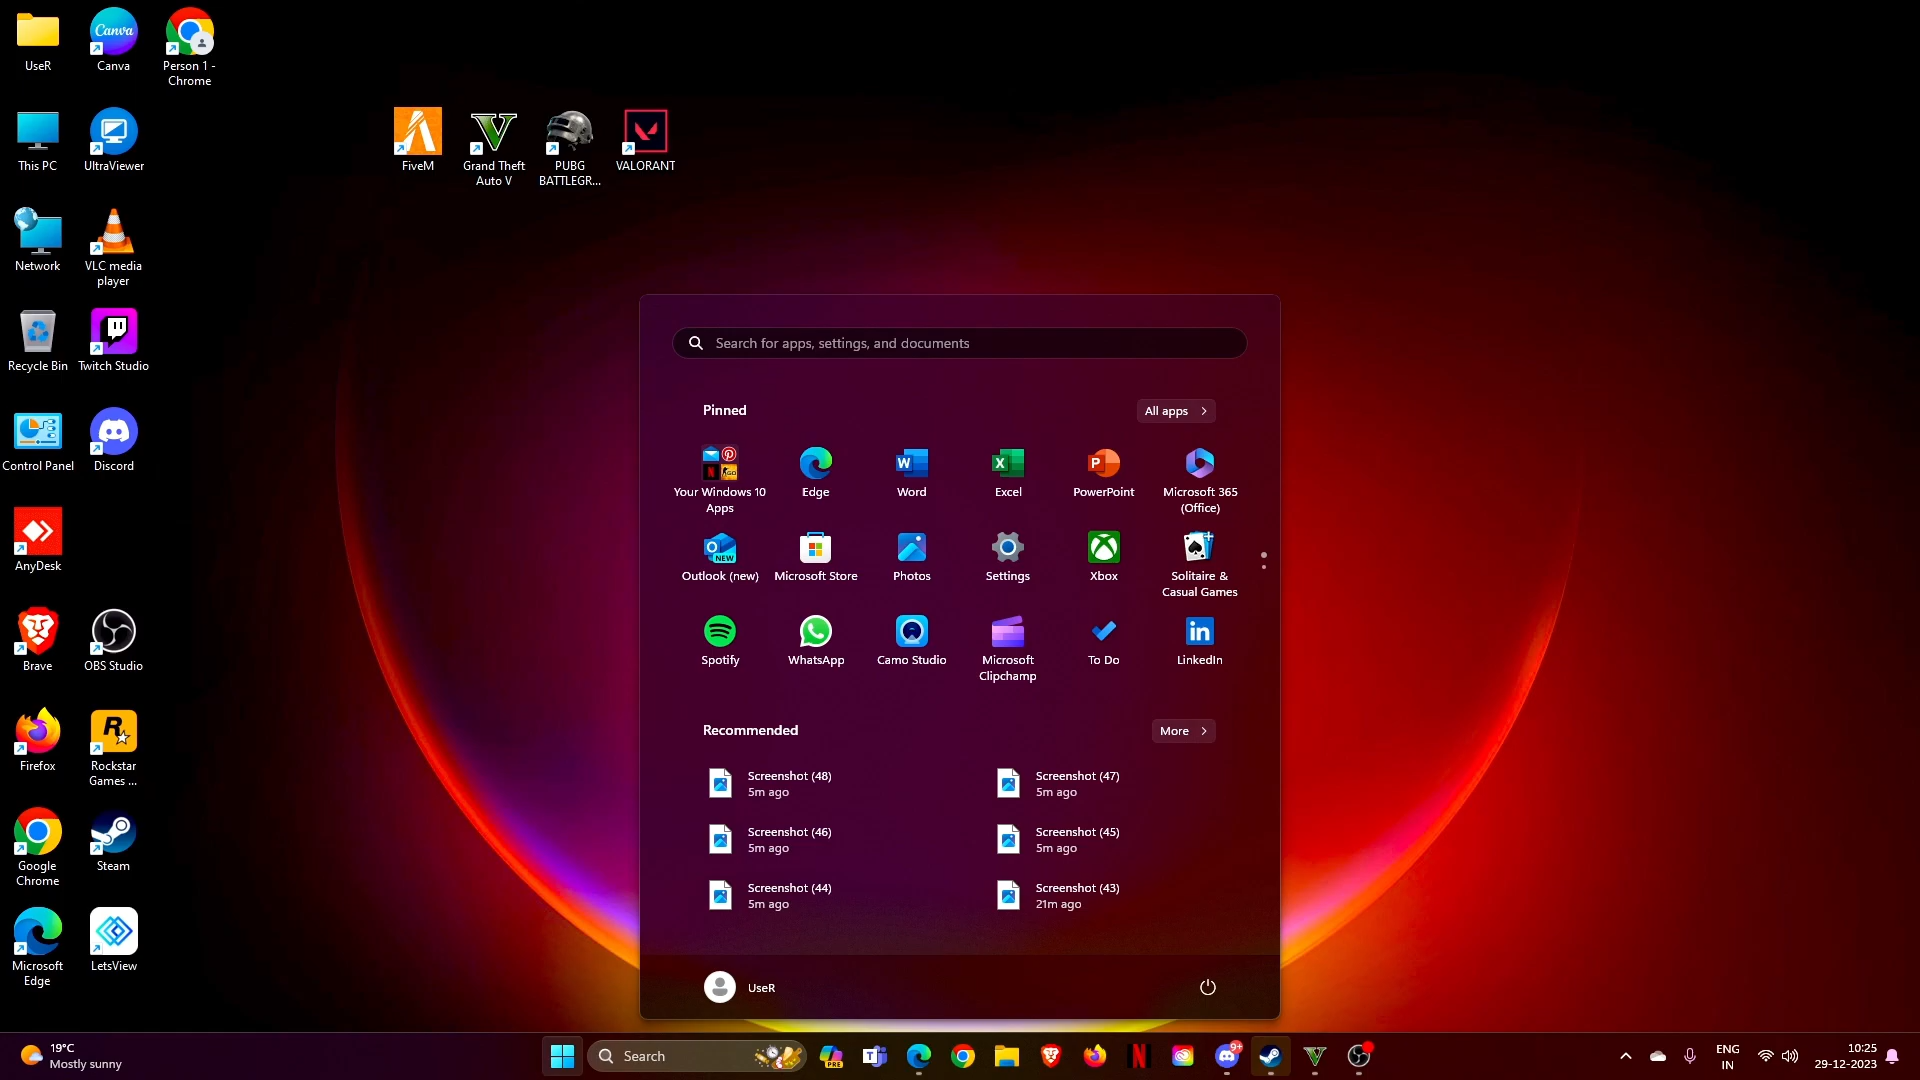 UseR
Canva
Person 1 -
Chrome
This PC
UltraViewer
FiveM
Grand Theft
Auto V
PUBG
BATTLEGR...
VALORANT
Network
VLC media
player
Recycle Bin
Twitch Studio
Control Panel
Discord
AnyDesk
Brave
OBS Studio
Firefox
Rockstar
Games ...
Google
Chrome
Steam
Microsoft
Edge
LetsView
Search for apps, settings, and documents
Pinned
All apps
Your Windows 10
Apps
Edge
Word
Excel
PowerPoint
Microsoft 365
(Office)
Outlook (new)
Microsoft Store
Photos
Settings
Xbox
Solitaire &
Casual Games
Spotify
WhatsApp
Camo Studio
Microsoft
Clipchamp
To Do
LinkedIn
Recommended
More
Screenshot (48)
5m ago
Screenshot (47)
5m ago
Screenshot (46)
5m ago
Screenshot (45)
5m ago
Screenshot (44)
5m ago
Screenshot (43)
21m ago
UseR
19°C
Mostly sunny
Search
PRE
9+
ENG
IN
10:25
29-12-2023